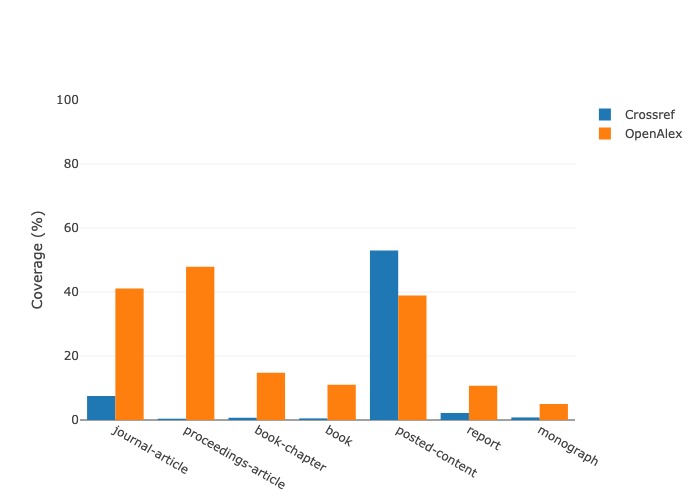 100
80
60
40
20
0
Coverage (%)
journal-article
proceedings-article
book-chapter
book
posted-content
report
monograph
Crossref
OpenAlex